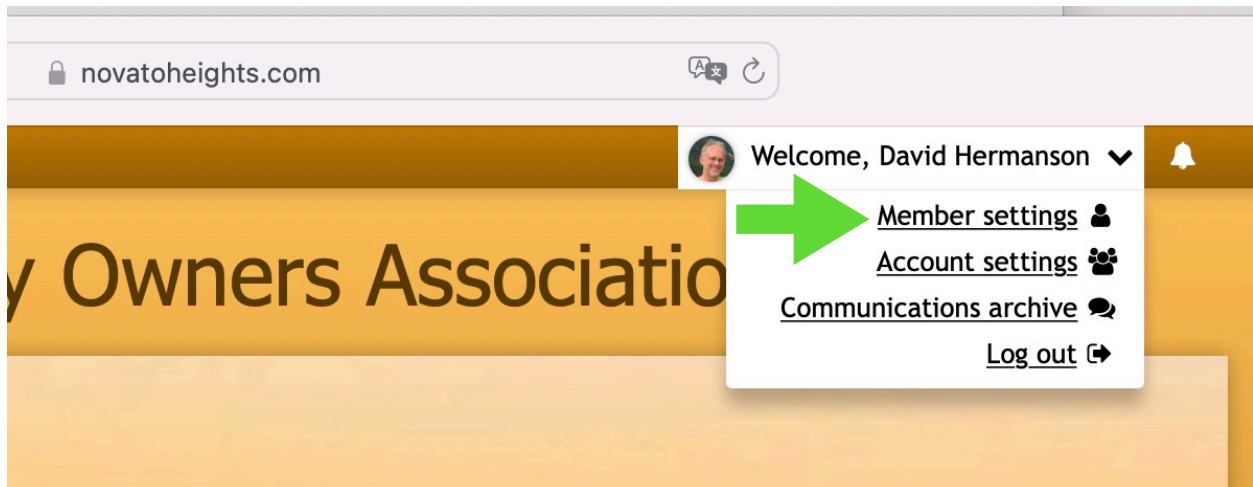 novatoheights.com
Welcome, David Hermanson
Member settings
y Owners Associatio
Account settings
Communications archive
Log out